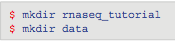 $ mkdir rnaseq_tutorial
$ mkdir data